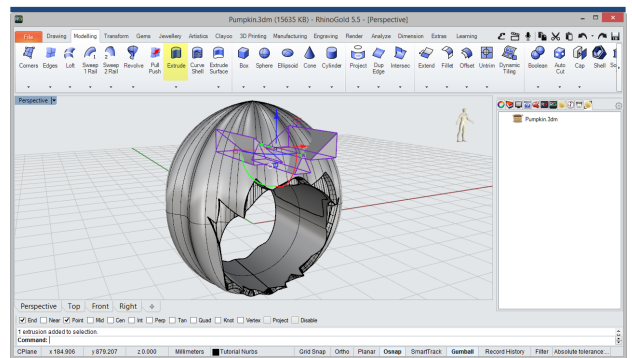 Pumpkin.3dm (15635 KB) - RhinoGold 5.5 - [Perspective]
File Drawing Modelling Transform Gems Jewellery Artistics Clayoo 3D Printing Manufacturing Engraving Render Analyze Dimension Extras Learning
Corners Edges Loft Sweep 1 Rail Sweep 2 Rail Revolve Pull Push Extrude Curve Shell Extrude Surface Box Sphere Ellipsoid Cone Cylinder Project Dup Edge Intersec Extend Fillet Offset Untrim Dynamic Tiling Boolean Auto Cut Cap Shell
Perspective
Pumpkin.3dm
Perspective Top Front Right
End Near Point Mid Cen Int Perp Tan Quad Knot Vertex Project Disable
1 extrusion added to selection.
Command:
CPlane x 184.906 y 879.207 z 0.000 Millimeters Tutorial Nurbs Grid Snap Ortho Planar Osnap SmartTrack Gumball Record History Filter Absolute tolerance:...